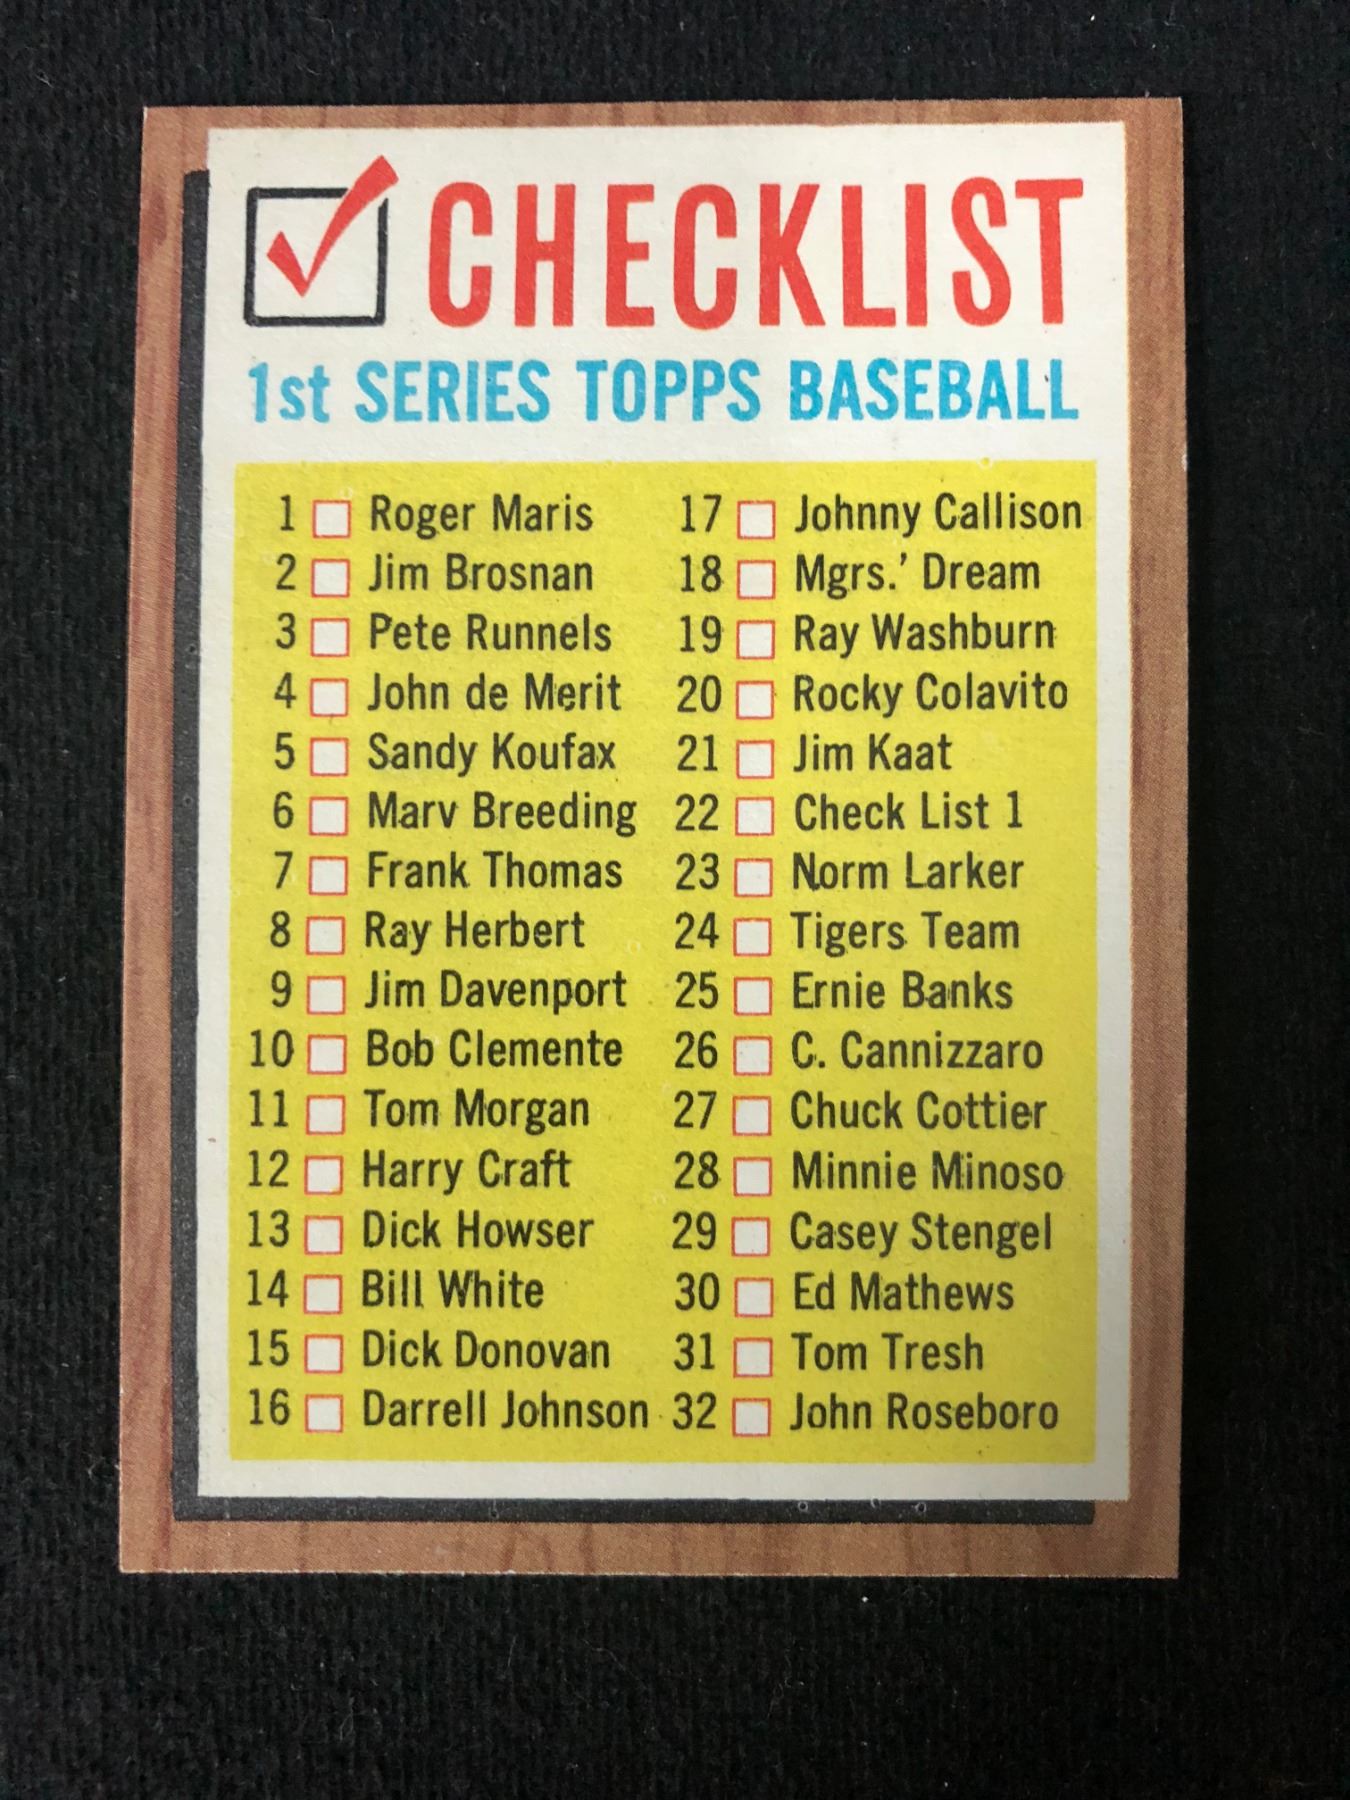 CHECKLIST
1st SERIES TOPPS BASEBALL
1 Roger Maris
2 Jim Brosnan
3 Pete Runnels
4 John de Merit
5 Sandy Koufax
6 Marv Breeding
7 Frank Thomas
8 Ray Herbert
9 Jim Davenport
10 Bob Clemente
11 Tom Morgan
12 Harry Craft
13 Dick Howser
14 Bill White
15 Dick Donovan
16 Darrell Johnson
17 Johnny Callison
18 Mgrs.' Dream
19 Ray Washburn
20 Rocky Colavito
21 Jim Kaat
22 Check List 1
23 Norm Larker
24 Tigers Team
25 Ernie Banks
26 C. Cannizzaro
27 Chuck Cottier
28 Minnie Minoso
29 Casey Stengel
30 Ed Mathews
31 Tom Tresh
32 John Roseboro